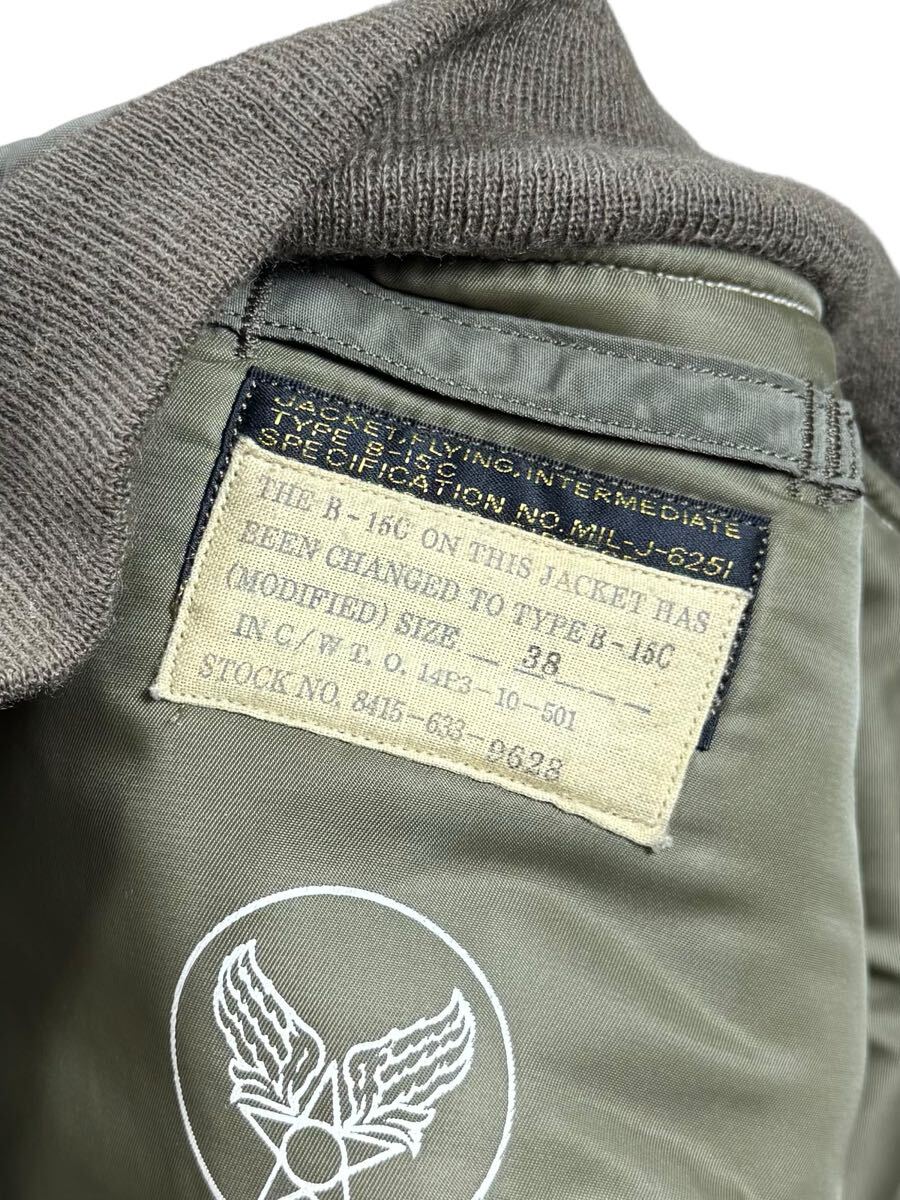 JACKET, FLYING, INTERMEDIATE
TYPE B-15C
SPECIFICATION NO. MIL-J-6251
THE B-15C ON THIS JACKET HAS
BEEN CHANGED TO TYPE B-15C
(MODIFIED) SIZE — 38 — —
IN C/W T. O. 14P3-10-501
STOCK NO. 8415-633-9628